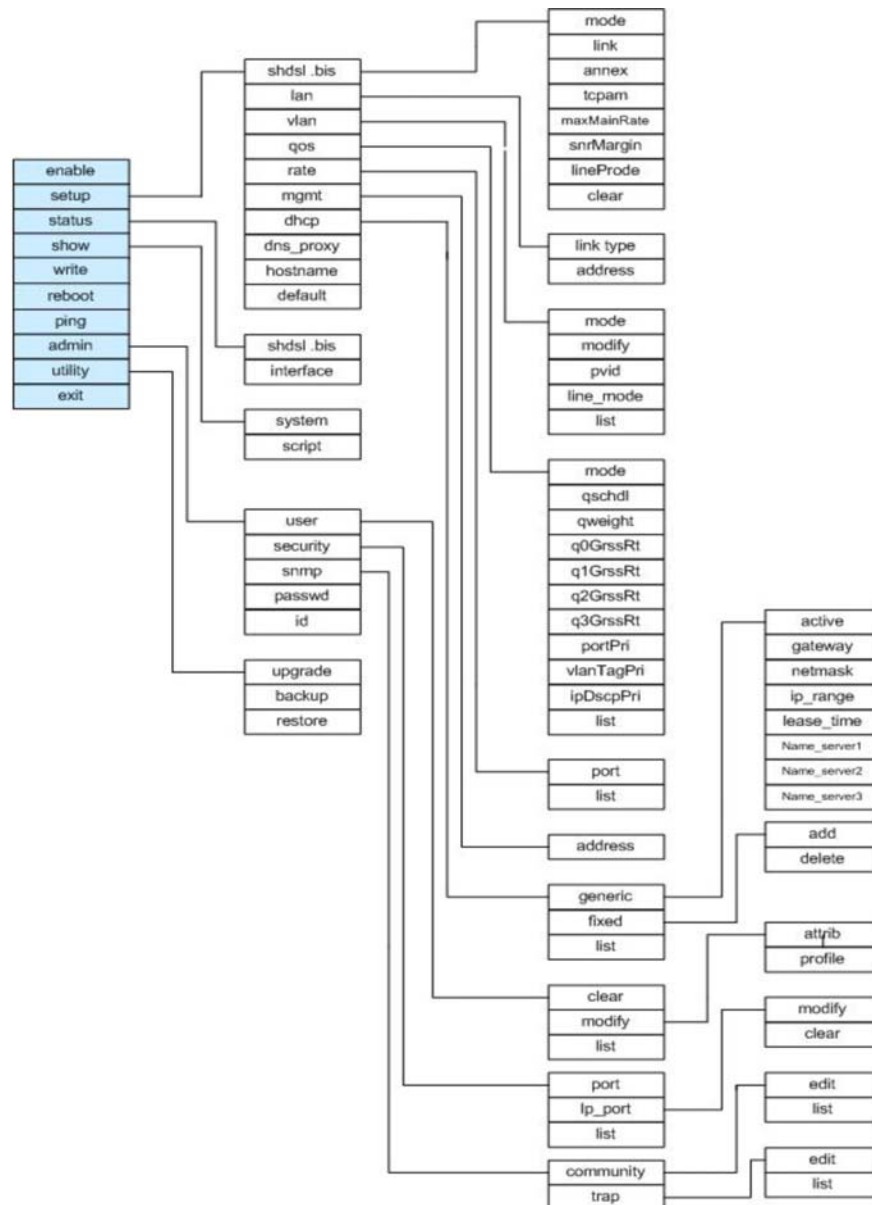 enable
setup
status
show
write
reboot
ping
admin
utility
exit
shdsl .bis
lan
vlan
qos
rate
mgmt
dhcp
dns_proxy
hostname
default
shdsl .bis
interface
system
script
user
security
snmp
passwd
id
upgrade
backup
restore
mode
link
annex
tcpam
maxMainRate
snrMargin
lineProde
clear
link type
address
mode
modify
pvid
line_mode
list
mode
qschdl
qweight
q0GrssRt
q1GrssRt
q2GrssRt
q3GrssRt
portPri
vlanTagPri
ipDscpPri
list
port
list
address
generic
fixed
list
clear
modify
list
port
Ip_port
list
community
trap
active
gateway
netmask
ip_range
lease_time
Name_server1
Name_server2
Name_server3
add
delete
attrib
profile
modify
clear
edit
list
edit
list